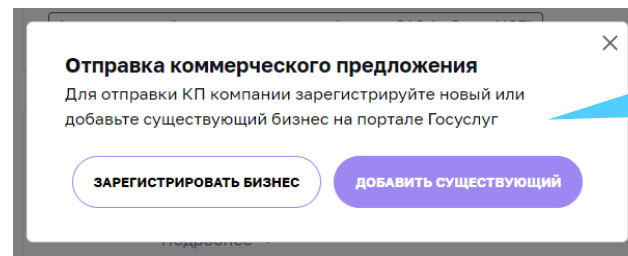 Отправка коммерческого предложения
Для отправки КП компании зарегистрируйте новый или
добавьте существующий бизнес на портале Госуслуг
ЗАРЕГИСТРИРОВАТЬ БИЗНЕС
ДОБАВИТЬ СУЩЕСТВУЮЩИЙ